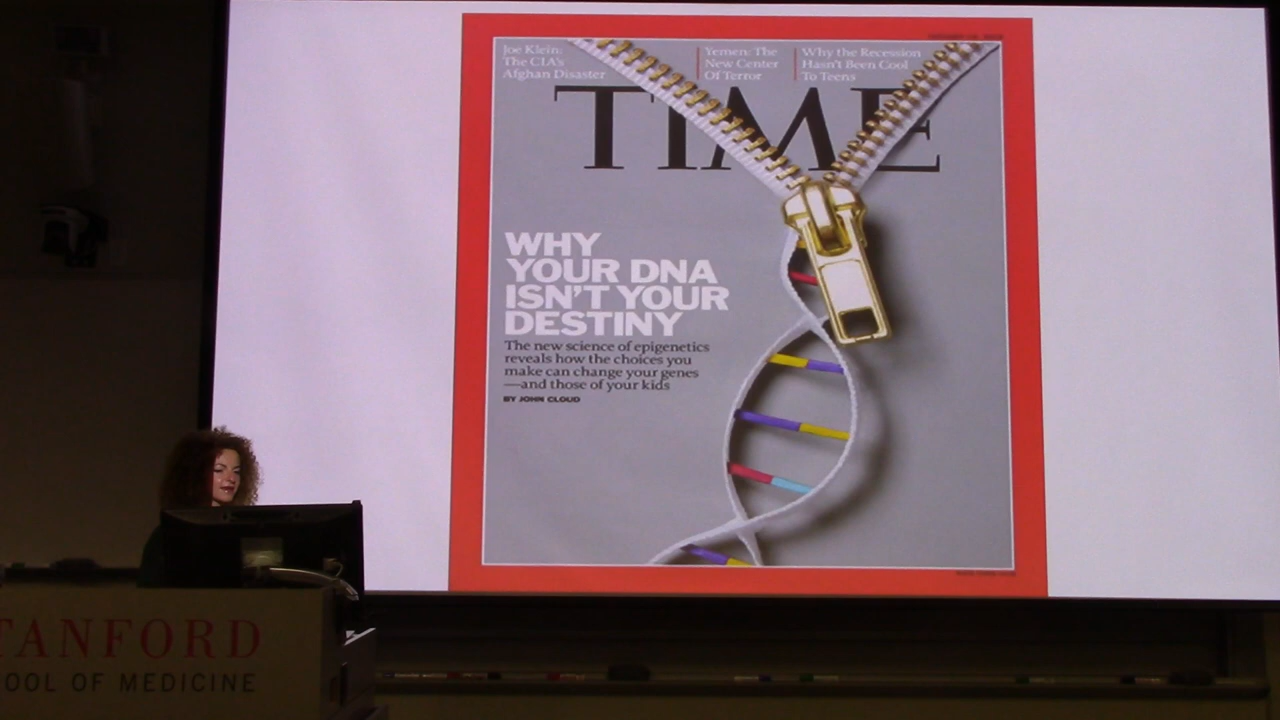 Joe Klein:
The CIA's
Afghan Disaster
Yemen: The
New Center
Of Terror
Why the Recession
Hasn't Been Cool
To Teens
TIME
WHY
YOUR DNA
ISN'T YOUR
DESTINY
The new science of epigenetics
reveals how the choices you
make can change your genes
—and those of your kids
BY JOHN CLOUD
TANFORD
OOL OF MEDICINE